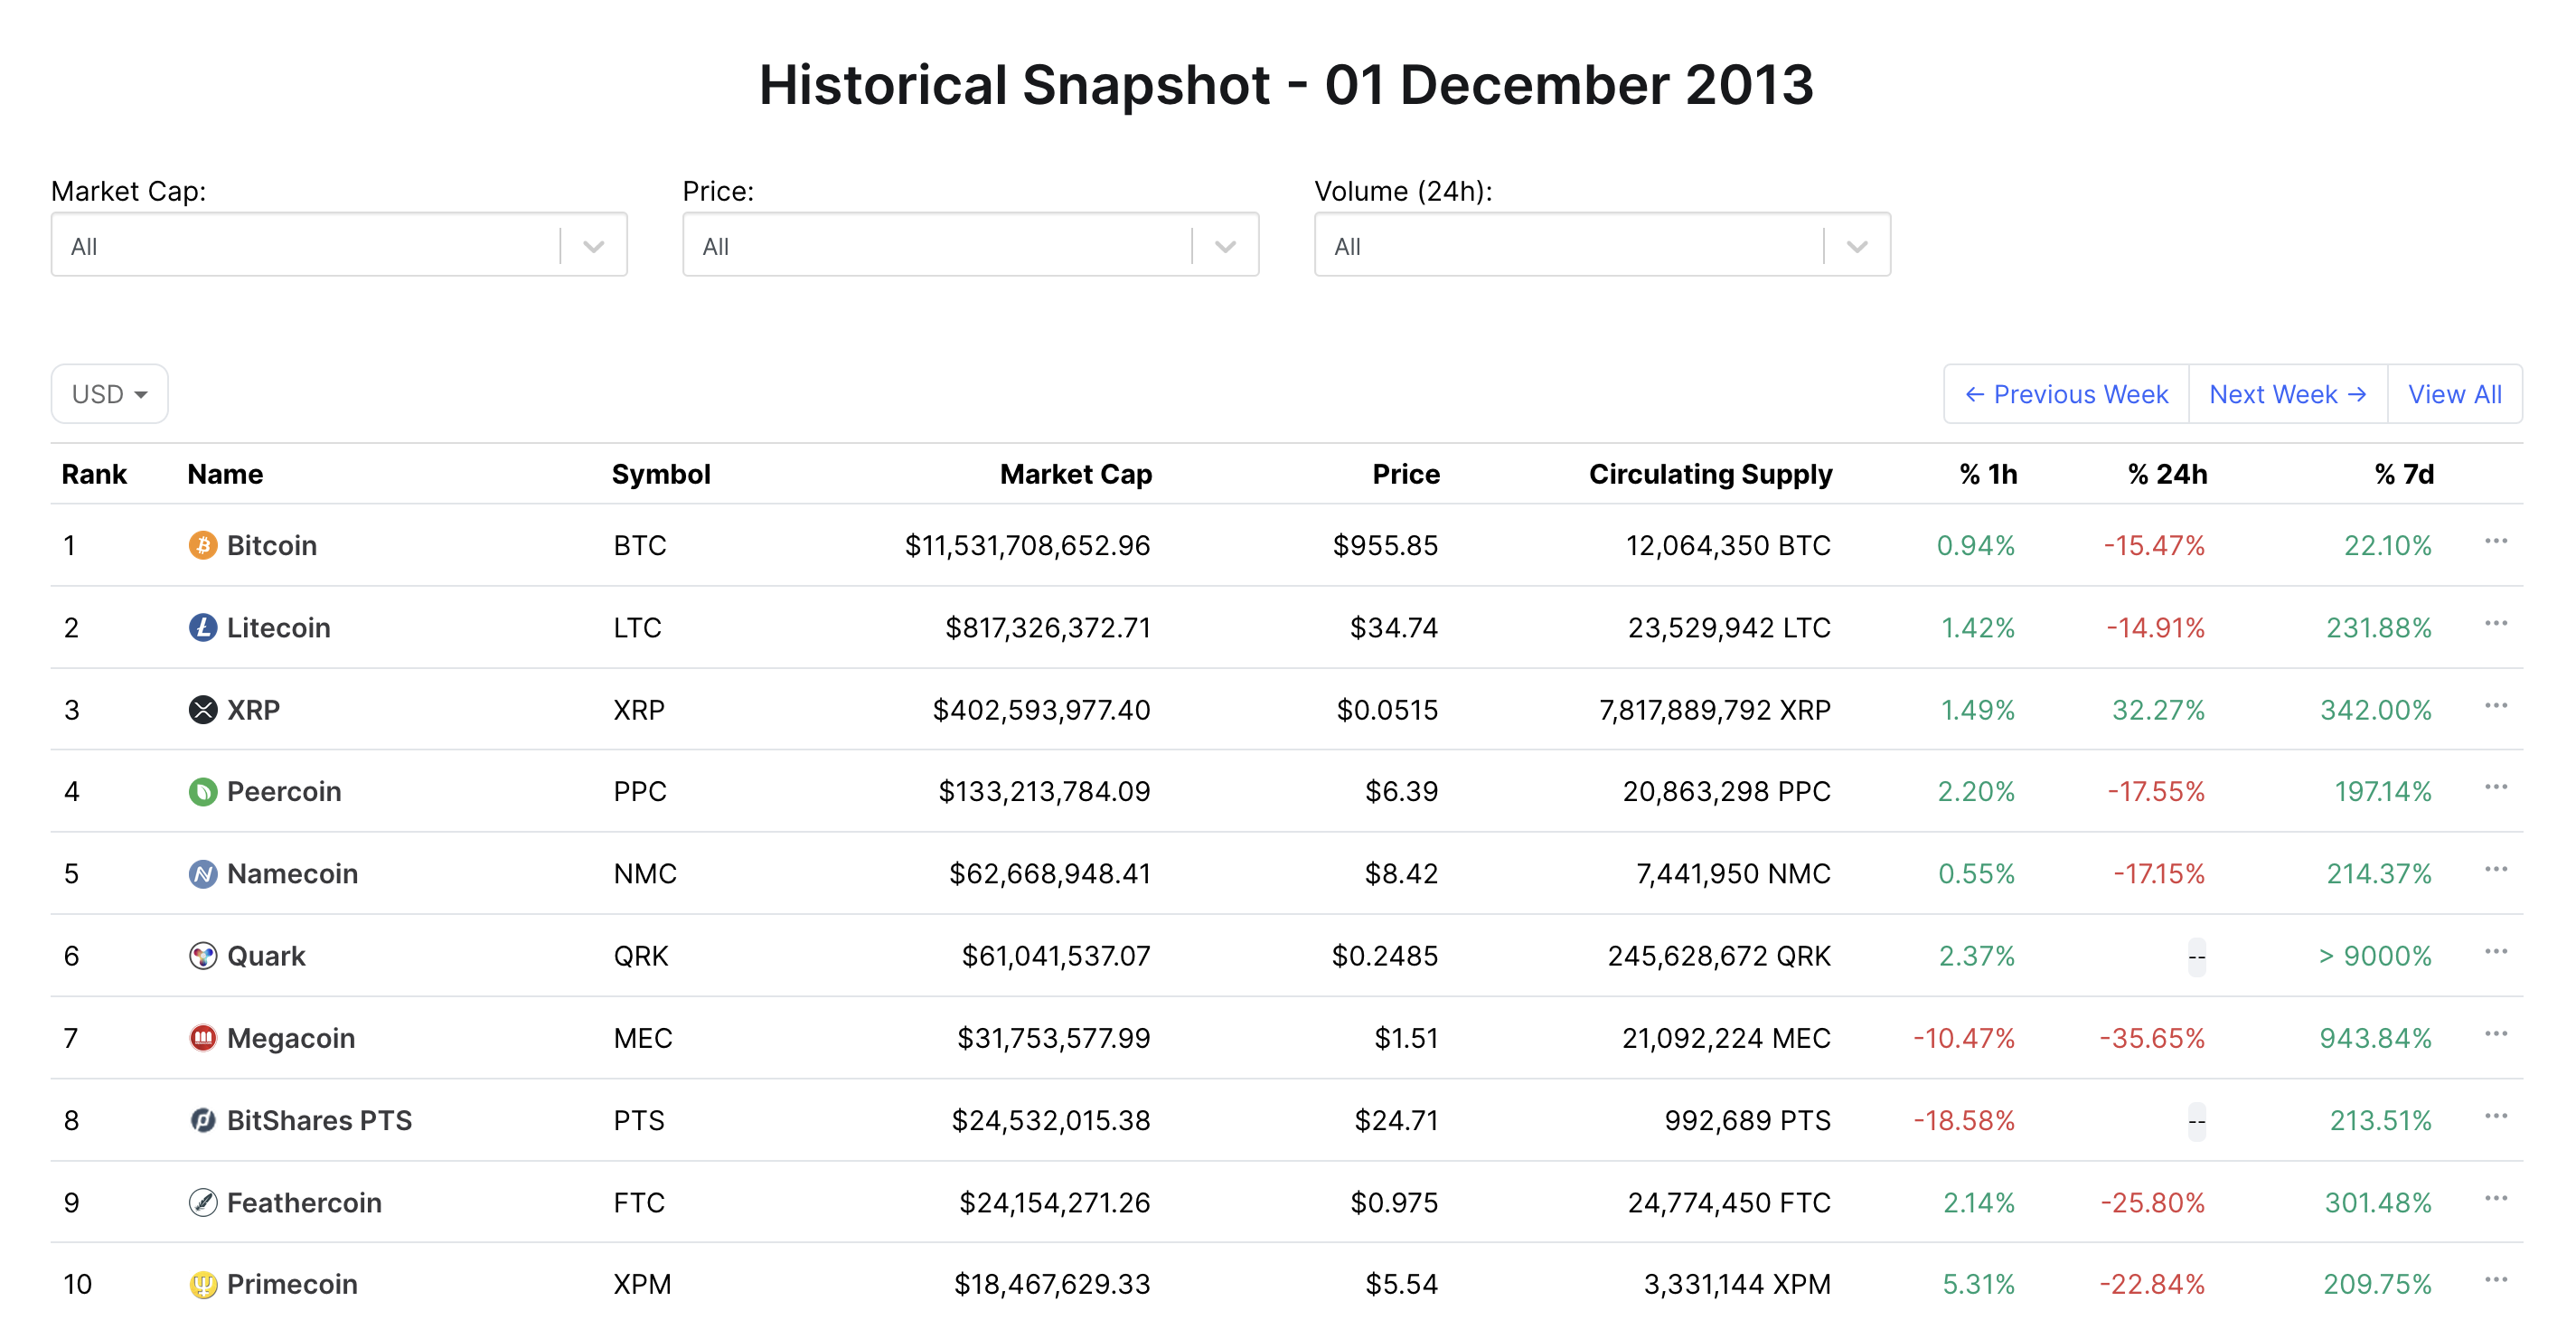 Historical Snapshot - 01 December 2013
Market Cap: Price: Volume (24h):
All All All
USD ← Previous Week Next Week → View All
Rank Name Symbol Market Cap Price Circulating Supply % 1h % 24h % 7d
1 Bitcoin BTC $11,531,708,652.96 $955.85 12,064,350 BTC 0.94% -15.47% 22.10% ...
2 Litecoin LTC $817,326,372.71 $34.74 23,529,942 LTC 1.42% -14.91% 231.88% ...
3 XRP XRP $402,593,977.40 $0.0515 7,817,889,792 XRP 1.49% 32.27% 342.00% ...
4 Peercoin PPC $133,213,784.09 $6.39 20,863,298 PPC 2.20% -17.55% 197.14% ...
5 Namecoin NMC $62,668,948.41 $8.42 7,441,950 NMC 0.55% -17.15% 214.37% ...
6 Quark QRK $61,041,537.07 $0.2485 245,628,672 QRK 2.37% -- > 9000% ...
7 Megacoin MEC $31,753,577.99 $1.51 21,092,224 MEC -10.47% -35.65% 943.84% ...
8 BitShares PTS PTS $24,532,015.38 $24.71 992,689 PTS -18.58% -- 213.51% ...
9 Feathercoin FTC $24,154,271.26 $0.975 24,774,450 FTC 2.14% -25.80% 301.48% ...
10 Primecoin XPM $18,467,629.33 $5.54 3,331,144 XPM 5.31% -22.84% 209.75% ...